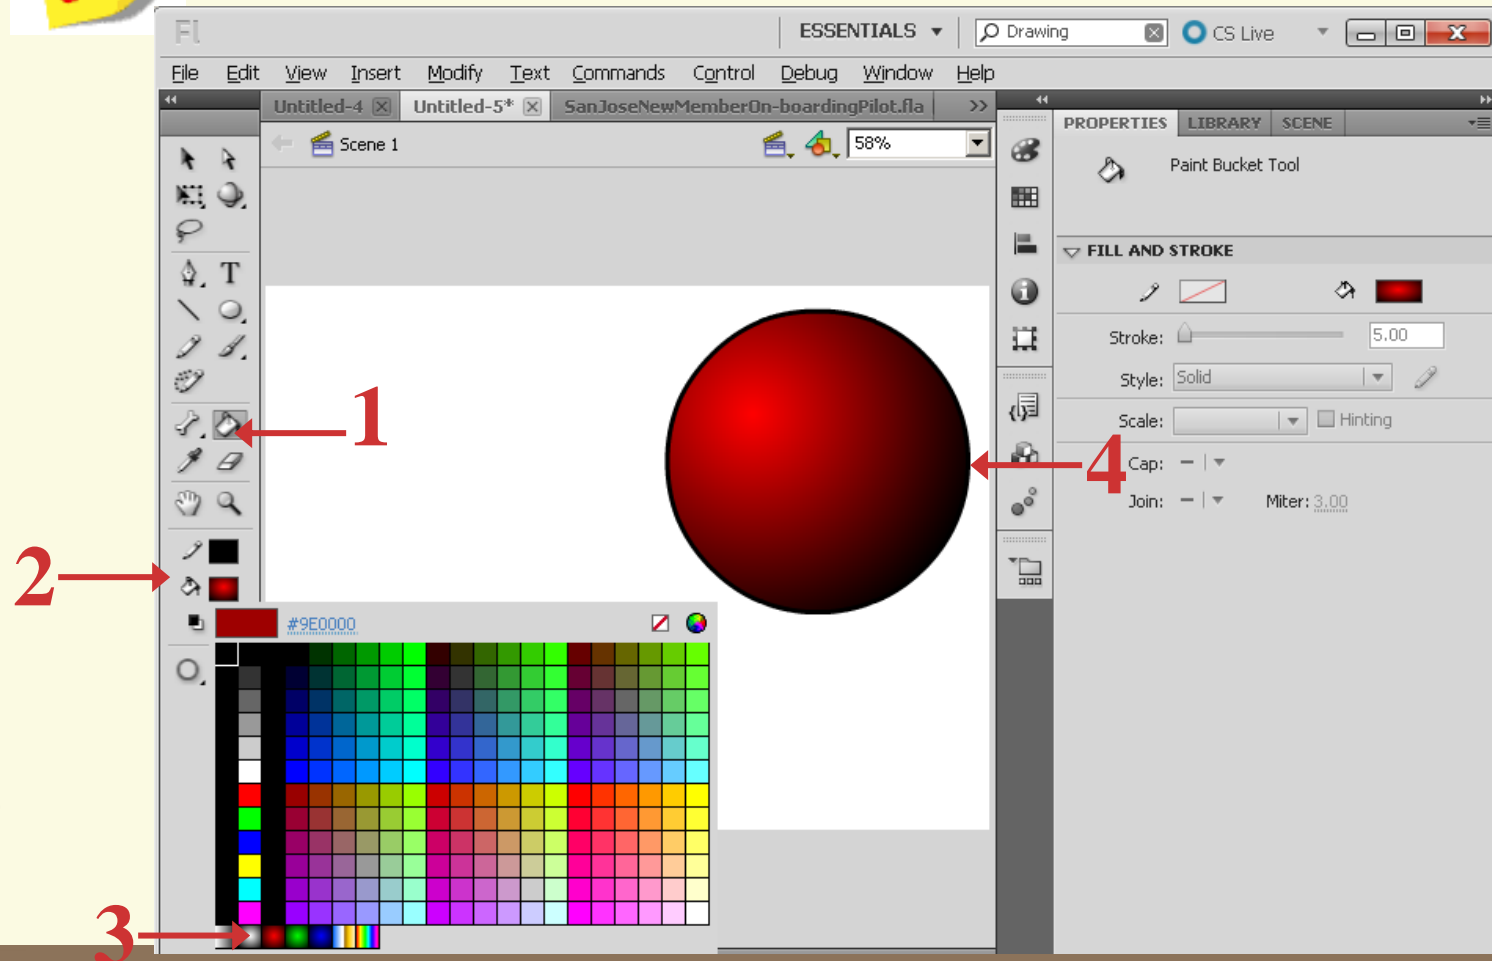 Fl
ESSENTIALS
Drawing
CS Live
File Edit View Insert Modify Text Commands Control Debug Window Help
Untitled-4 Untitled-5* SanJoseNewMemberOn-boardingPilot.fla >>
Scene 1
58%
PROPERTIES LIBRARY SCENE
Paint Bucket Tool
FILL AND STROKE
Stroke: 5.00
Style: Solid
Scale: Hinting
Cap:
Join: Miter: 3.00
T
1
4
2
#9E0000
3